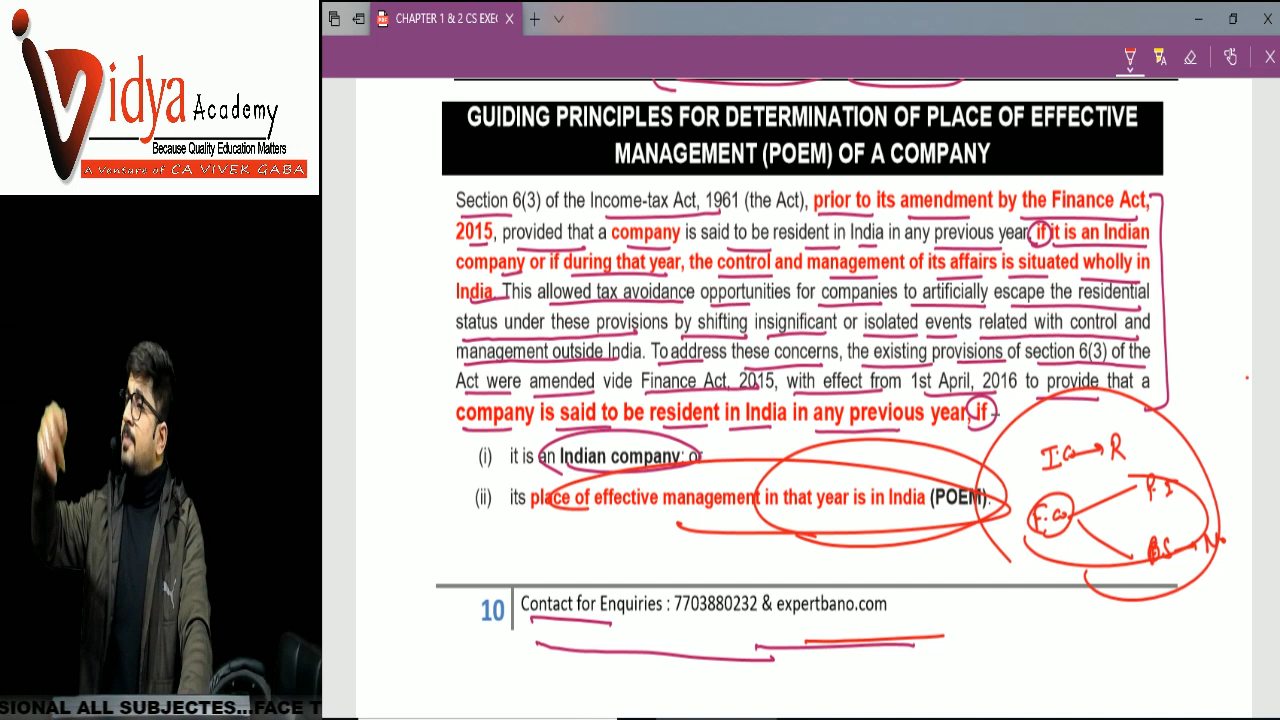 CHAPTER 1 & 2 CS EXEC
Vidya
Academy
Because Quality Education Matters
A Venture of CA VIVEK GABA
GUIDING PRINCIPLES FOR DETERMINATION OF PLACE OF EFFECTIVE
MANAGEMENT (POEM) OF A COMPANY
Section 6(3) of the Income-tax Act, 1961 (the Act), prior to its amendment by the Finance Act,
2015, provided that a company is said to be resident in India in any previous year, if it is an Indian
company or if during that year, the control and management of its affairs is situated wholly in
India. This allowed tax avoidance opportunities for companies to artificially escape the residential
status under these provisions by shifting insignificant or isolated events related with control and
management outside India. To address these concerns, the existing provisions of section 6(3) of the
Act were amended vide Finance Act, 2015, with effect from 1st April, 2016 to provide that a
company is said to be resident in India in any previous year, if
(i) it is an Indian company; or
(ii) its place of effective management in that year is in India (POEM).
I.Co → R
F.Co
10
Contact for Enquiries : 7703880232 & expertbano.com
SIONAL ALL SUBJECTES...FACE T